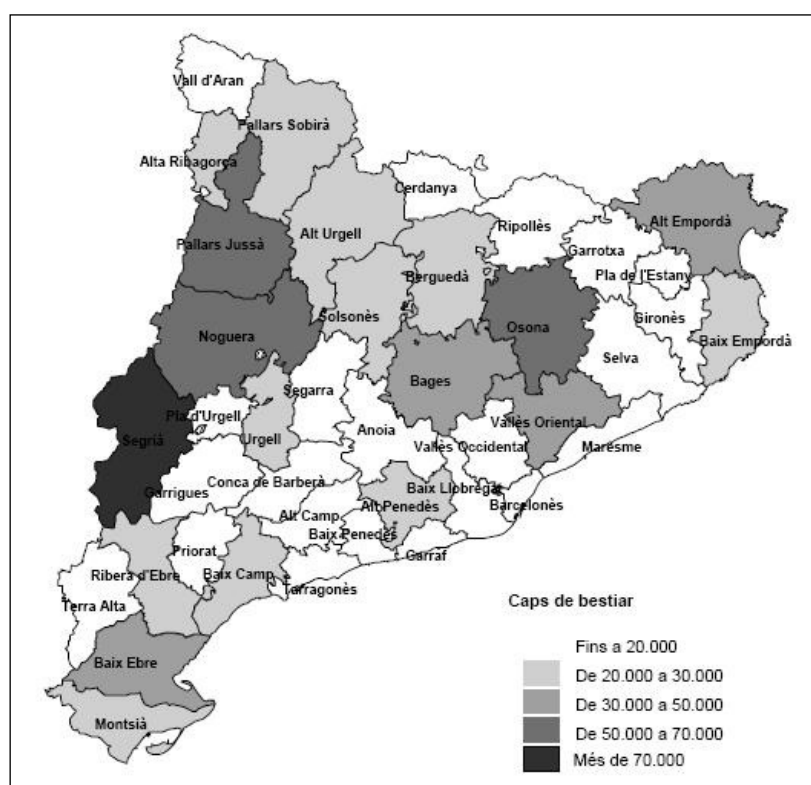 Vall d'Aran
Pallars Sobirà
Alta Ribagorça
Cerdanya
Ripollès
Alt Empordà
Alt Urgell
Pallars Jussà
Garrotxa
Berguedà
Pla de l'Estany
Solsonès
Gironès
Osona
Noguera
Baix Empordà
Selva
Segarra
Bages
Pla d'Urgell
Vallès Oriental
Anoia
Segrià
Urgell
Vallès Occidental
Maresme
Conca de Barberà
Baix Llobregat
Garrigues
Alt Penedès
Barcelonès
Alt Camp
Baix Penedès
Priorat
Garraf
Ribera d'Ebre
Baix Camp
Tarragonès
Terra Alta
Baix Ebre
Montsià
Caps de bestiar
Fins a 20.000
De 20.000 a 30.000
De 30.000 a 50.000
De 50.000 a 70.000
Més de 70.000